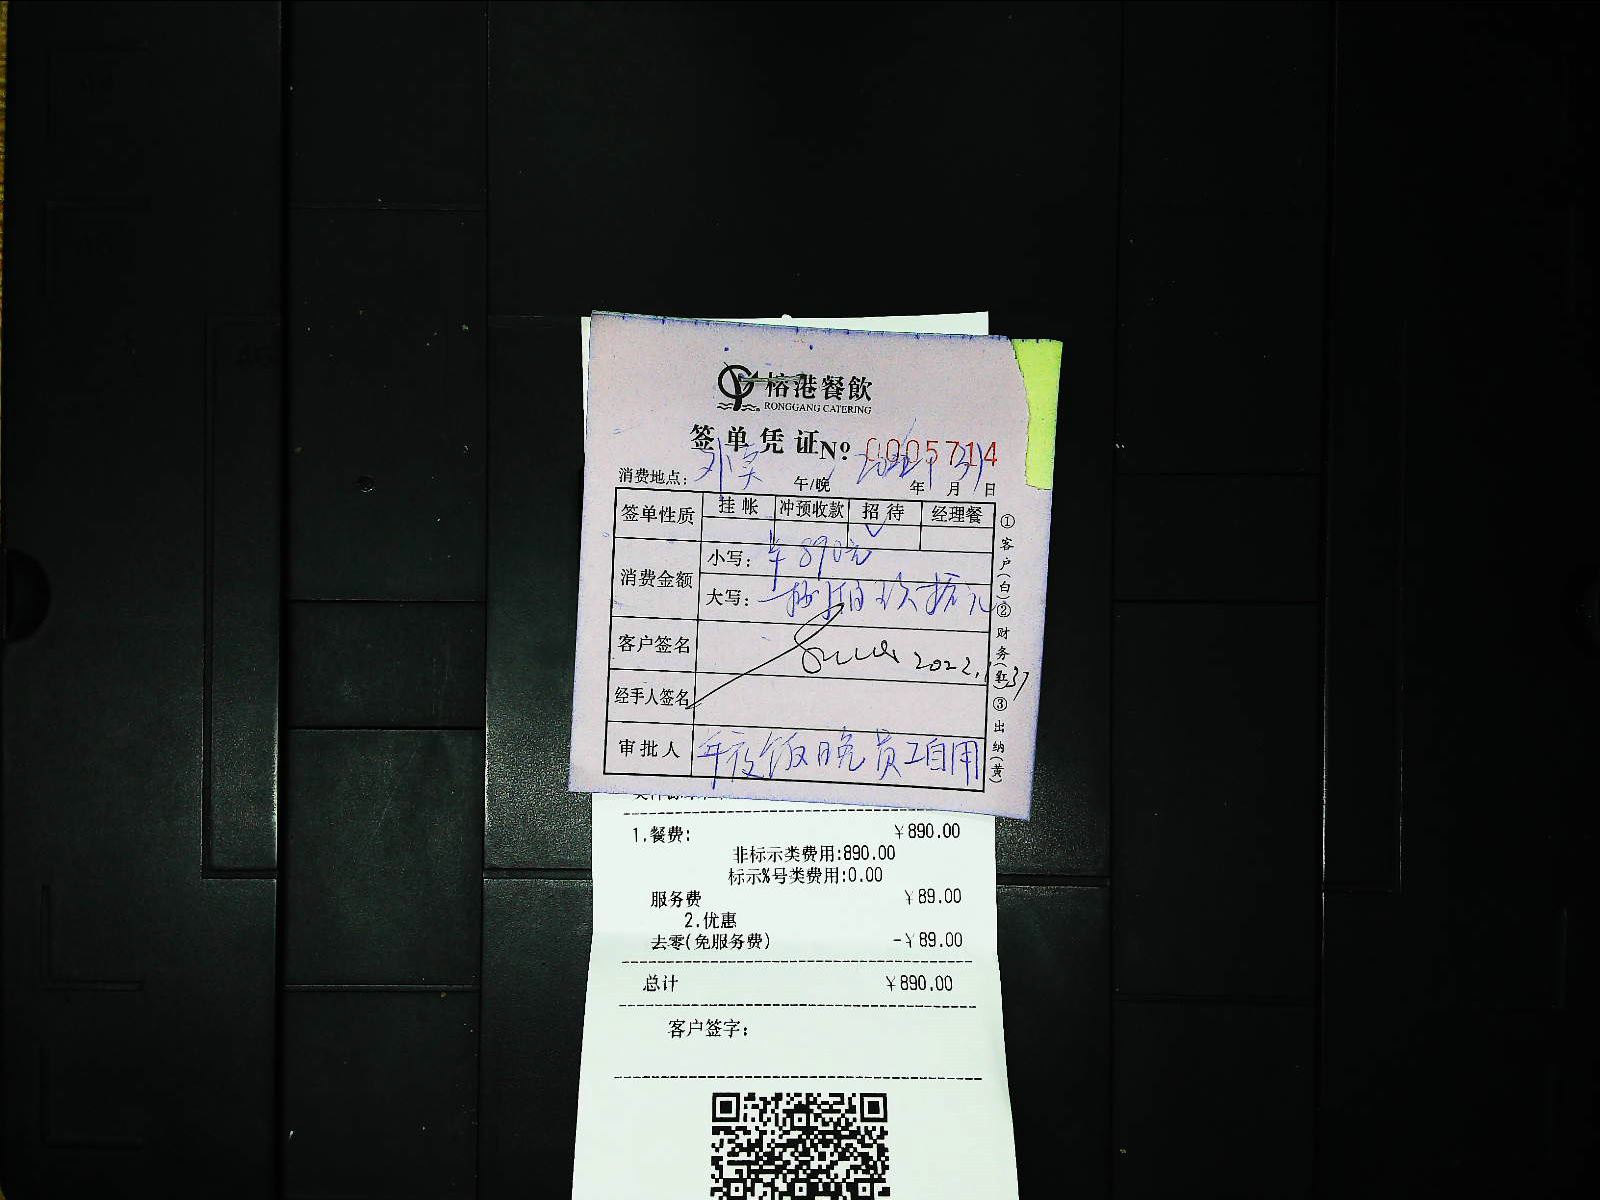 榕港餐飲
RONGGANG CATERING
签单凭证 № 0005714
消费地点: 外卖 午/晚 2022年1月31日
签单性质 挂帐 冲预收款 招待 经理餐
✓
消费金额 小写: 890元
大写: 捌佰玖拾元
客户签名 2022.1.31
经手人签名
审批人 年夜饭晚员工自用
①客户(白)②财务(红)③出纳(黄)
1.餐费: ¥890.00
非标示类费用:890.00
标示%号类费用:0.00
服务费 ¥89.00
2.优惠
去零(免服务费) -¥89.00
总计 ¥890.00
客户签字: